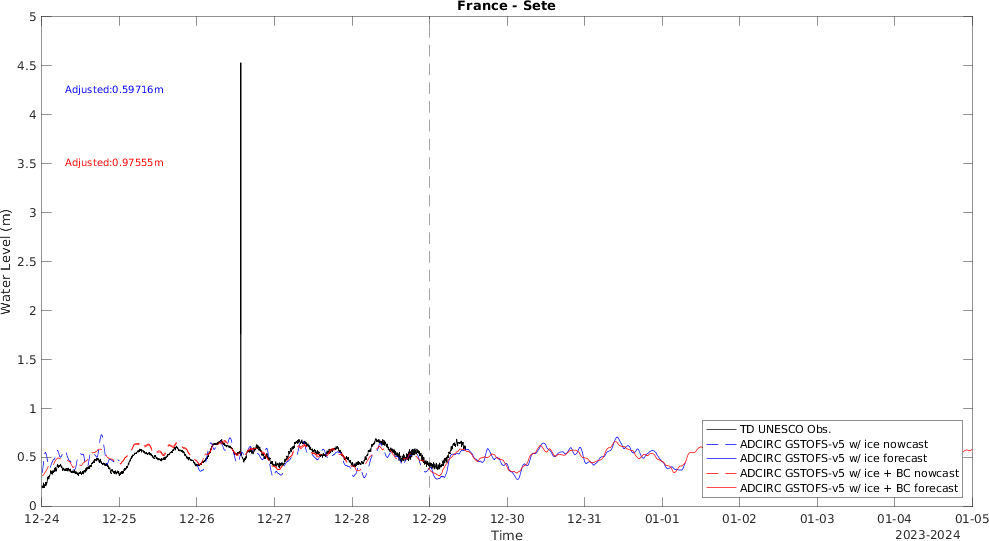 France - Sete
5
4.5
4
3.5
3
2.5
2
1.5
1
0.5
0
Water Level (m)
Adjusted:0.59716m
Adjusted:0.97555m
TD UNESCO Obs.
ADCIRC GSTOFS-v5 w/ ice nowcast
ADCIRC GSTOFS-v5 w/ ice forecast
ADCIRC GSTOFS-v5 w/ ice + BC nowcast
ADCIRC GSTOFS-v5 w/ ice + BC forecast
12-24 12-25 12-26 12-27 12-28 12-29 12-30 12-31 01-01 01-02 01-03 01-04 01-05
Time
2023-2024